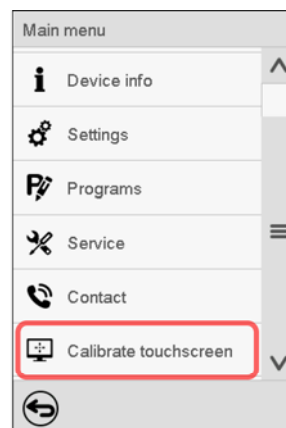 Main menu
Device info
Settings
Programs
Service
Contact
Calibrate touchscreen